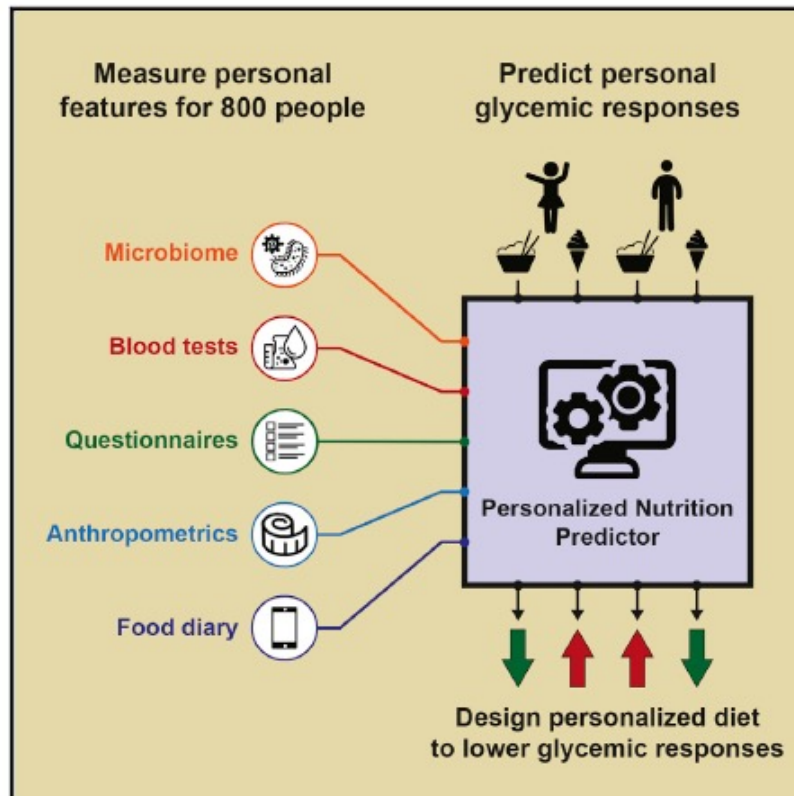 Measure personal
features for 800 people
Predict personal
glycemic responses
Microbiome
Blood tests
Questionnaires
Anthropometrics
Food diary
Personalized Nutrition
Predictor
Design personalized diet
to lower glycemic responses